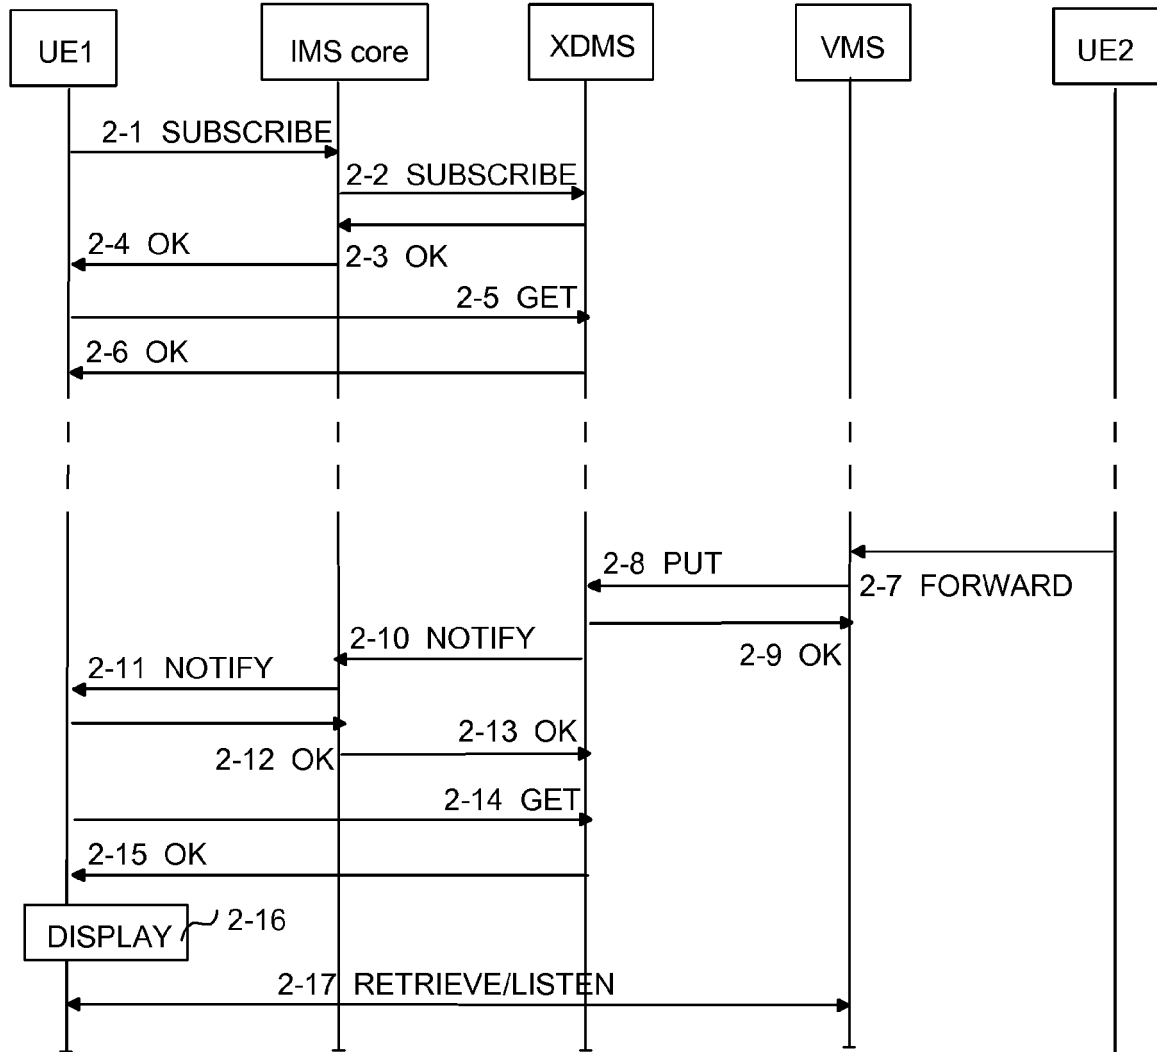 UE1
IMS core
XDMS
VMS
UE2
2-1 SUBSCRIBE
2-2 SUBSCRIBE
2-4 OK
2-3 OK
2-5 GET
2-6 OK
2-8 PUT
2-7 FORWARD
2-10 NOTIFY
2-9 OK
2-11 NOTIFY
2-13 OK
2-12 OK
2-14 GET
2-15 OK
2-16
DISPLAY
2-17 RETRIEVE/LISTEN